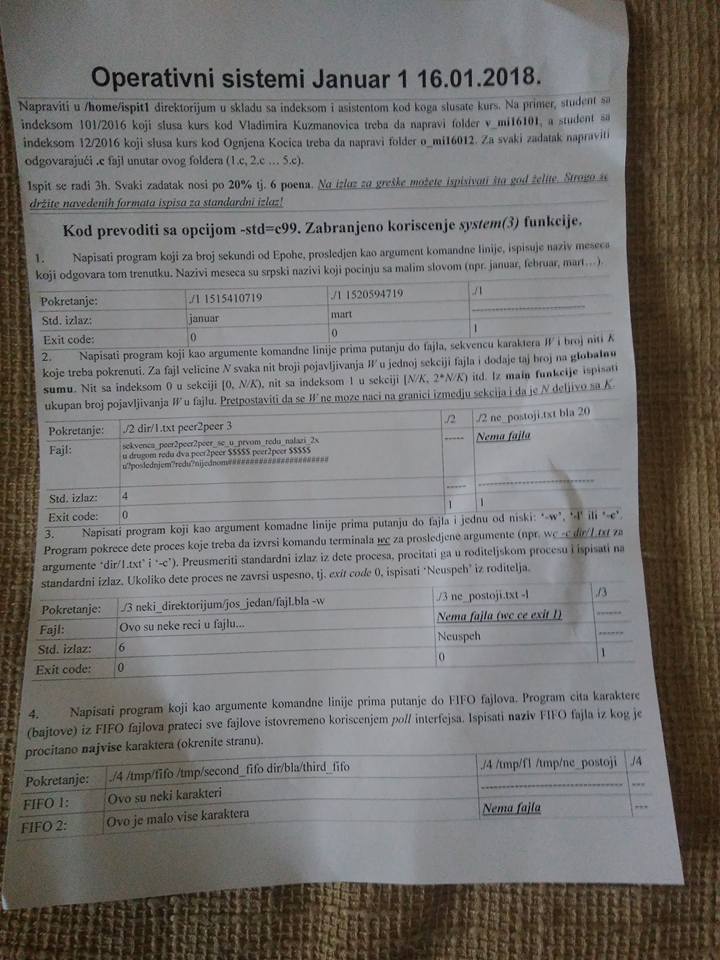 Operativni sistemi Januar 1 16.01.2018.
Napraviti u /home/ispit1 direktorijum u skladu sa indeksom i asistentom kod koga slusate kurs. Na primer, student sa
indeksom 101/2016 koji slusa kurs kod Vladimira Kuzmanovica treba da napravi folder v_mi16101, a student sa
indeksom 12/2016 koji slusa kurs kod Ognjena Kocica treba da napravi folder o_mi16012. Za svaki zadatak napraviti
odgovarajući .c fajl unutar ovog foldera (1.c, 2.c ... 5.c).
Ispit se radi 3h. Svaki zadatak nosi po 20% tj. 6 poena. Na izlaz za greške možete ispisivati šta god želite. Strogo se
držite navedenih formata ispisa za standardni izlaz!
Kod prevoditi sa opcijom -std=c99. Zabranjeno koriscenje system(3) funkcije.
1. Napisati program koji za broj sekundi od Epohe, prosledjen kao argument komandne linije, ispisuje naziv meseca
koji odgovara tom trenutku. Nazivi meseca su srpski nazivi koji pocinju sa malim slovom (npr. januar, februar, mart…).
Pokretanje: ./1 1515410719 ./1 1520594719 ./1
Std. izlaz: januar mart ------------------------
Exit code: 0 0 1
2. Napisati program koji kao argumente komandne linije prima putanju do fajla, sekvencu karaktera W i broj niti K
koje treba pokrenuti. Za fajl velicine N svaka nit broji pojavljivanja W u jednoj sekciji fajla i dodaje taj broj na globalnu
sumu. Nit sa indeksom 0 u sekciji [0, N/K), nit sa indeksom 1 u sekciji [N/K, 2*N/K) itd. Iz main funkcije ispisati
ukupan broj pojavljivanja W u fajlu. Pretpostaviti da se W ne moze naci na granici izmedju sekcija i da je N deljivo sa K.
Pokretanje: ./2 dir/1.txt peer2peer 3 ./2 ./2 ne_postoji.txt bla 20
Fajl: sekvenca_peer2peer2peer_se_u_prvom_redu_nalazi_2x ----- Nema fajla
u drugom redu dva peer2peer $$$$$ peer2peer $$$$$
u?poslednjem?redu?nijednom########################
Std. izlaz: 4 ----- ------------------------
Exit code: 0 1 1
3. Napisati program koji kao argument komadne linije prima putanju do fajla i jednu od niski: ‘-w’, ‘-l’ ili ‘-c’.
Program pokrece dete proces koje treba da izvrsi komandu terminala wc za prosledjene argumente (npr. wc -c dir/1.txt za
argumente ‘dir/1.txt’ i ‘-c’). Preusmeriti standardni izlaz iz dete procesa, procitati ga u roditeljskom procesu i ispisati na
standardni izlaz. Ukoliko dete proces ne zavrsi uspesno, tj. exit code 0, ispisati ‘Neuspeh’ iz roditelja.
Pokretanje: ./3 neki_direktorijum/jos_jedan/fajl.bla -w ./3 ne_postoji.txt -l ./3
Fajl: Ovo su neke reci u fajlu... Nema fajla (wc ce exit 1) ------
Std. izlaz: 6 Neuspeh ------
Exit code: 0 0 1
4. Napisati program koji kao argumente komandne linije prima putanje do FIFO fajlova. Program cita karaktere
(bajtove) iz FIFO fajlova prateci sve fajlove istovremeno koriscenjem poll interfejsa. Ispisati naziv FIFO fajla iz kog je
procitano najvise karaktera (okrenite stranu).
Pokretanje: ./4 /tmp/fifo /tmp/second_fifo dir/bla/third_fifo ./4 /tmp/f1 /tmp/ne_postoji ./4
FIFO 1: Ovo su neki karakteri ------------------------ ---
FIFO 2: Ovo je malo vise karaktera Nema fajla ---